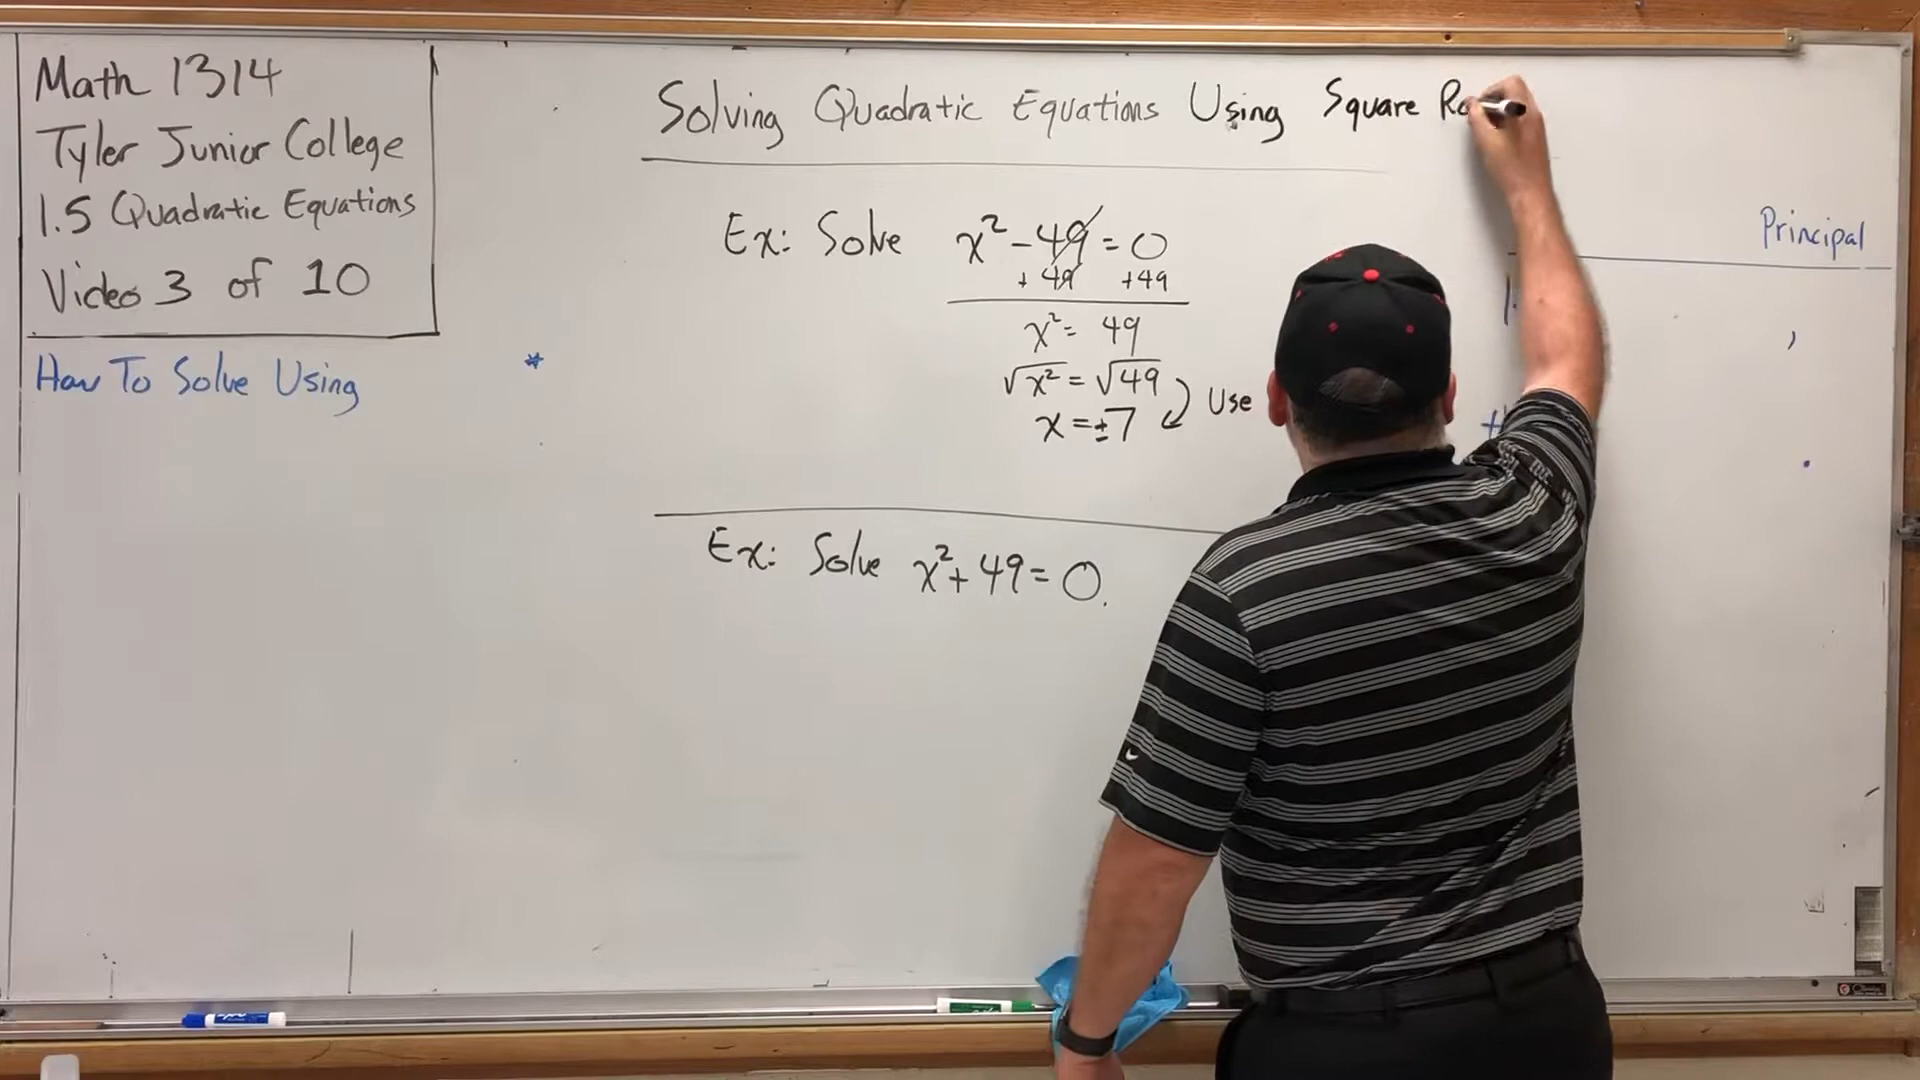 Math 1314
Tyler Junior College
1.5 Quadratic Equations
Video 3 of 10
How To Solve Using
*
Solving Quadratic Equations Using Square Ro
Ex: Solve x² - 49 = 0
+ 49 +49
x² = 49
√x² = √49
x = ±7
Use
Ex: Solve x² + 49 = 0.
Principal